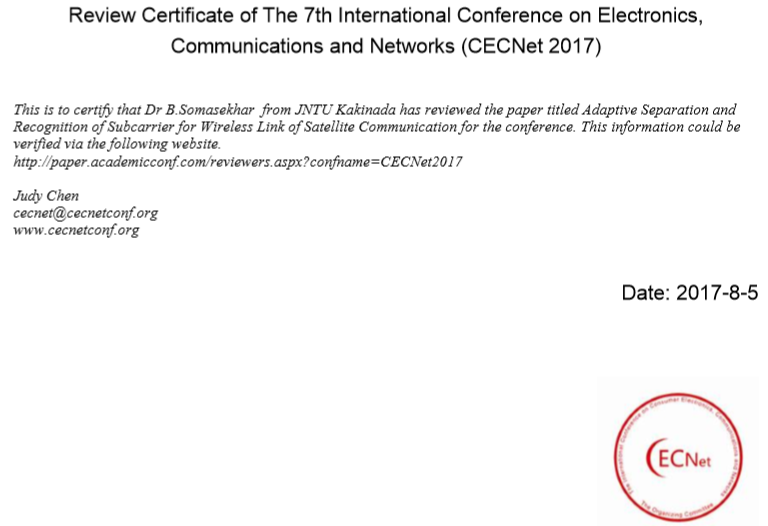 Review Certificate of The 7th International Conference on Electronics,
Communications and Networks (CECNet 2017)
This is to certify that Dr B.Somasekhar from JNTU Kakinada has reviewed the paper titled Adaptive Separation and
Recognition of Subcarrier for Wireless Link of Satellite Communication for the conference. This information could be
verified via the following website.
http://paper.academicconf.com/reviewers.aspx?confname=CECNet2017
Judy Chen
cecnet@cecnetconf.org
www.cecnetconf.org
Date: 2017-8-5
The International Conference on Consumer Electronics, Communications and Networks
CECNet
The Organizing Committee